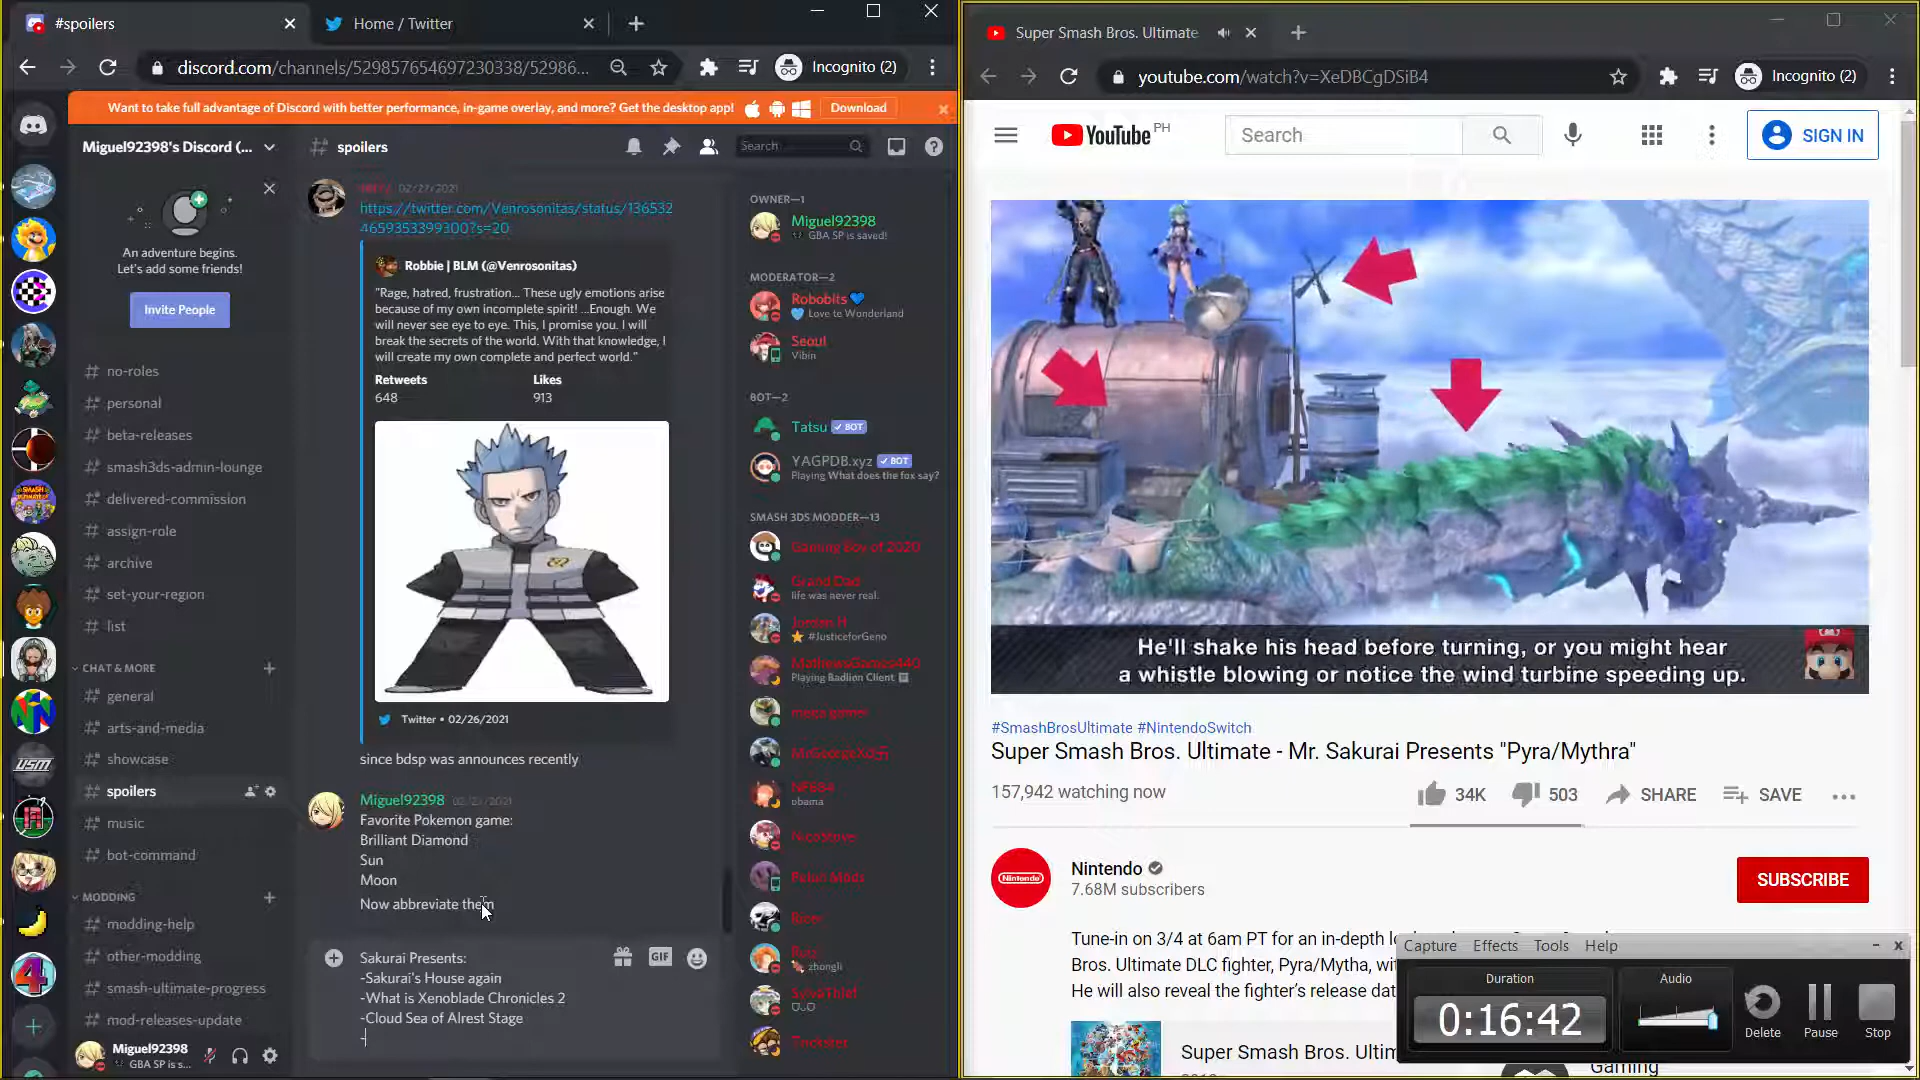 #spoilers
Home / Twitter
discord.com/channels/529857654697230338/52986...
Incognito (2)
Want to take full advantage of Discord with better performance, in-game overlay, and more? Get the desktop app!
Download
Miguel92398's Discord (...
spoilers
Search
An adventure begins.
Let's add some friends!
Invite People
no-roles
personal
beta-releases
smash3ds-admin-lounge
delivered-commission
assign-role
archive
set-your-region
list
CHAT & MORE
general
arts-and-media
showcase
spoilers
music
bot-command
MODDING
modding-help
other-modding
smash-ultimate-progress
mod-releases-update
Miguel92398
GBA SP is s...
02/27/2021
https://twitter.com/Venrosonitas/status/136532
4659353399300?s=20
Robbie | BLM (@Venrosonitas)
"Rage, hatred, frustration... These ugly emotions arise
because of my own incomplete spirit! ...Enough. We
will never see eye to eye. This, I promise you. I will
break the secrets of the world. With that knowledge, I
will create my own complete and perfect world."
Retweets
Likes
648
913
Twitter • 02/26/2021
since bdsp was announces recently
Miguel92398
Favorite Pokemon game:
Brilliant Diamond
Sun
Moon
Now abbreviate them
Sakurai Presents:
-Sakurai's House again
-What is Xenoblade Chronicles 2
-Cloud Sea of Alrest Stage
-
GIF
OWNER—1
Miguel92398
GBA SP is saved!
MODERATOR—2
Robobits
Love te Wonderland
Seoul
Vibin
BOT—2
Tatsu
BOT
YAGPDB.xyz
BOT
Playing What does the fox say?
SMASH 3DS MODDER—13
Gaming Boy of 2020
Grand Dad
life was never real.
Jordan H
#JusticeforGeno
MathewsGames440
Playing Badlion Client
mega gamer
NF684
obama
NicoStove
zhongli
Trickster
Super Smash Bros. Ultimate
youtube.com/watch?v=XeDBCgDSiB4
Incognito (2)
YouTube PH
Search
SIGN IN
He'll shake his head before turning, or you might hear
a whistle blowing or notice the wind turbine speeding up.
#SmashBrosUltimate #NintendoSwitch
Super Smash Bros. Ultimate - Mr. Sakurai Presents "Pyra/Mythra"
157,942 watching now
34K
503
SHARE
SAVE
Nintendo
Nintendo
7.68M subscribers
SUBSCRIBE
Tune-in on 3/4 at 6am PT for an in-depth lo
Bros. Ultimate DLC fighter, Pyra/Mytha, wit
He will also reveal the fighter's release dat
Super Smash Bros. Ultim
Gaming
Capture
Effects
Tools
Help
Duration
0:16:42
Audio
Delete
Pause
Stop